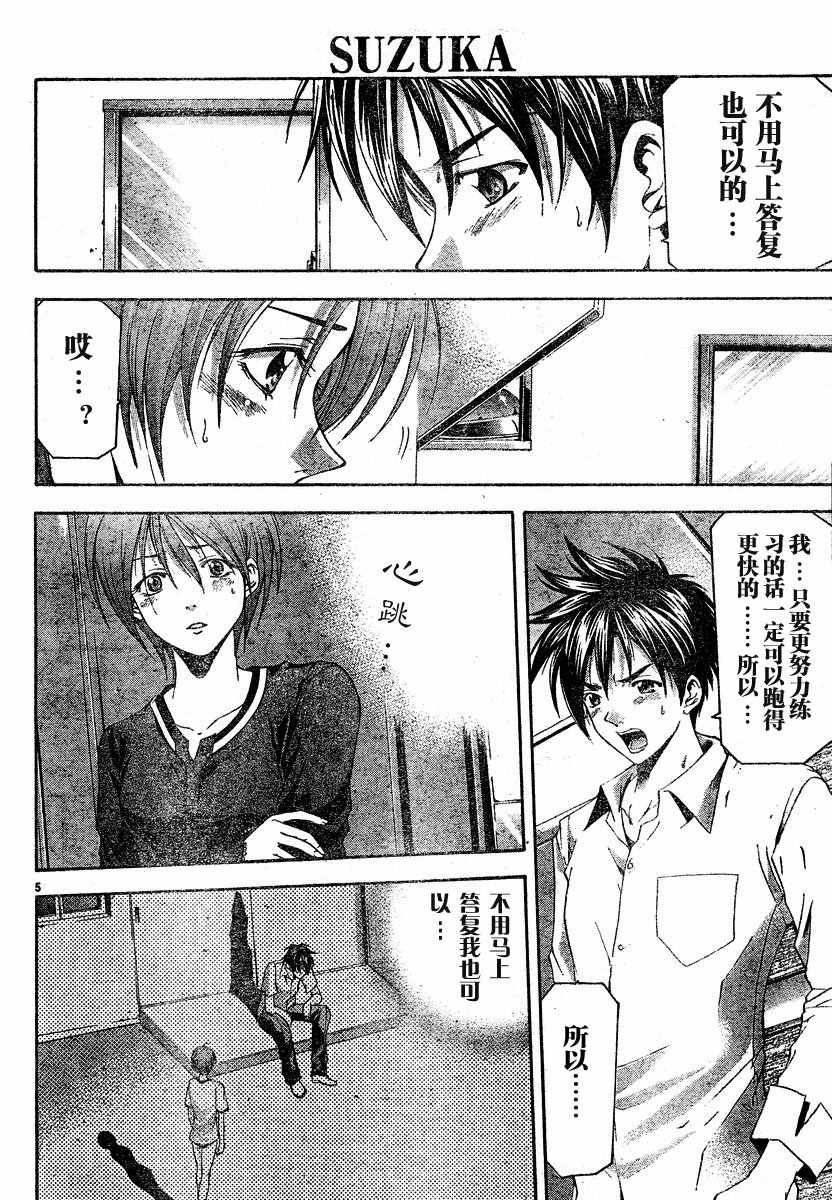 SUZUKA
不用马上答复
也可以的…
哎…?
我…只要更努力练
习的话一定可以跑得
更快的……所以…
心跳…
所以……
不用马上
答复我也可
以…
5